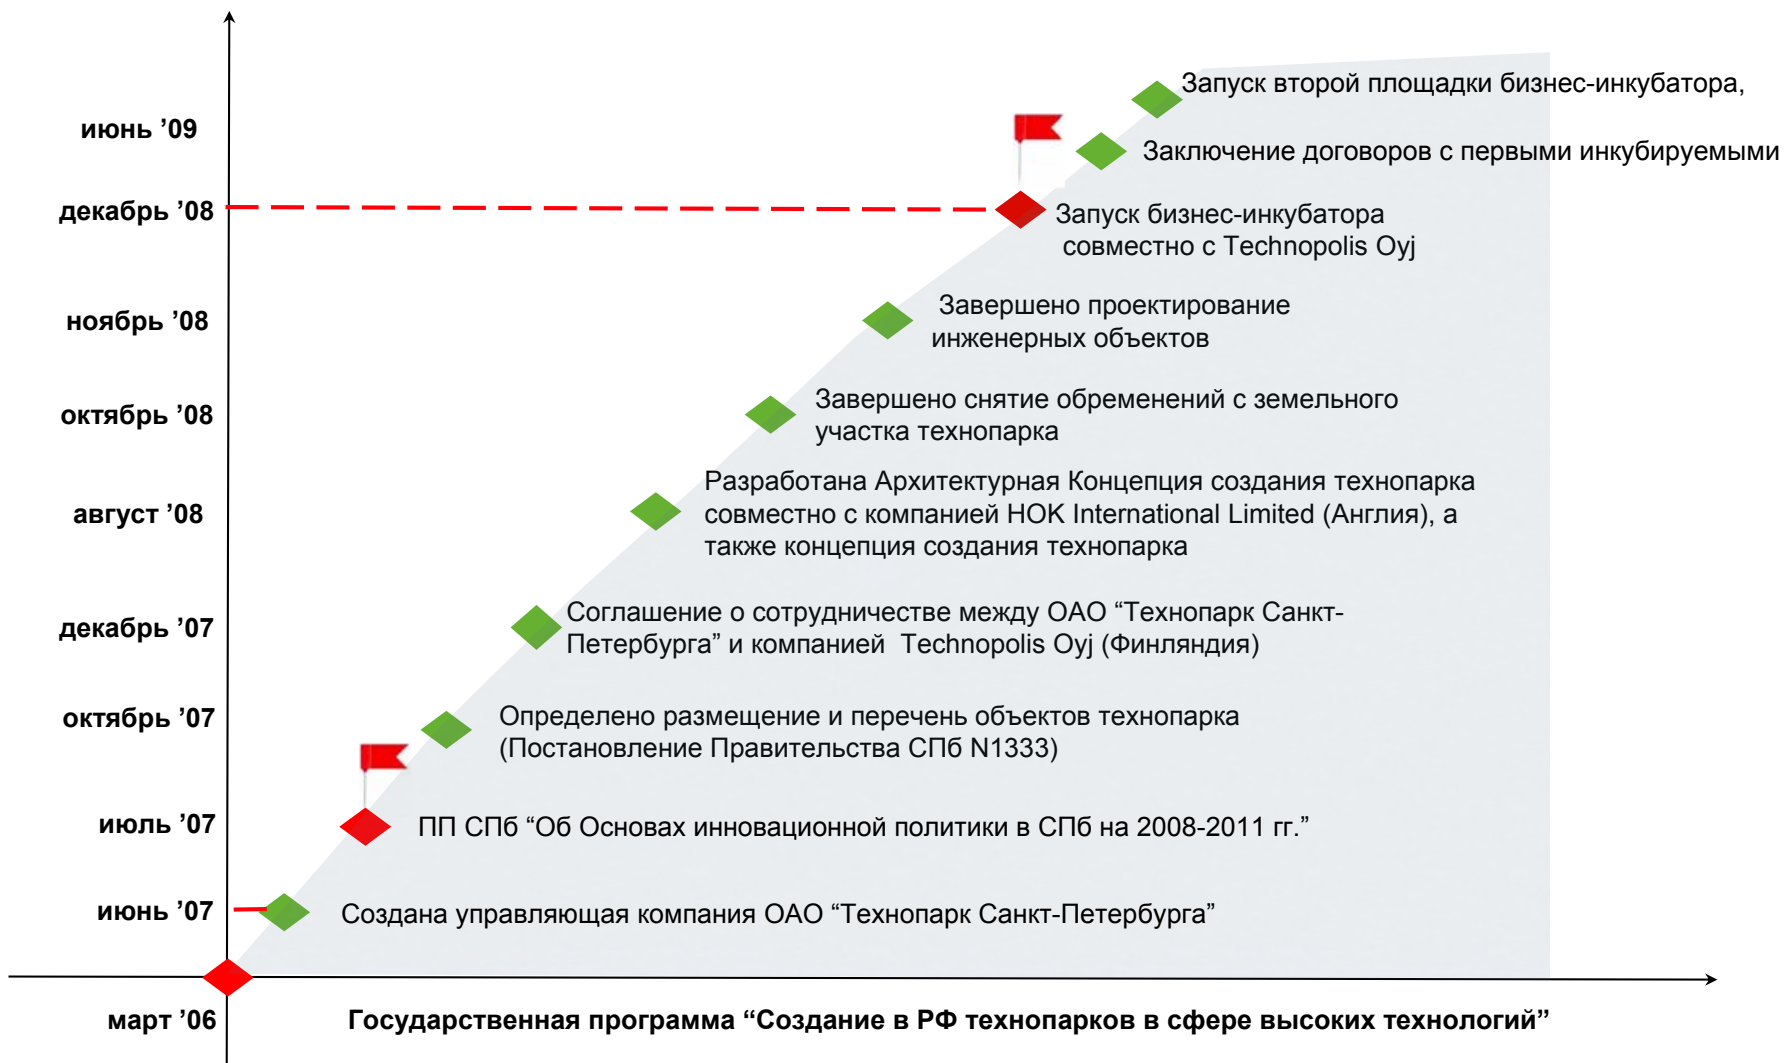 Запуск второй площадки бизнес-инкубатора,
июнь ’09
Заключение договоров с первыми инкубируемыми
декабрь ’08
Запуск бизнес-инкубатора
совместно с Technopolis Oyj
ноябрь ’08
Завершено проектирование
инженерных объектов
октябрь ’08
Завершено снятие обременений с земельного
участка технопарка
август ’08
Разработана Архитектурная Концепция создания технопарка
совместно с компанией HOK International Limited (Англия), а
также концепция создания технопарка
декабрь ’07
Соглашение о сотрудничестве между ОАО “Технопарк Санкт-
Петербурга” и компанией Technopolis Oyj (Финляндия)
октябрь ’07
Определено размещение и перечень объектов технопарка
(Постановление Правительства СПб N1333)
июль ’07
ПП СПб “Об Основах инновационной политики в СПб на 2008-2011 гг.”
июнь ’07
Создана управляющая компания ОАО “Технопарк Санкт-Петербурга”
март ’06
Государственная программа “Создание в РФ технопарков в сфере высоких технологий”